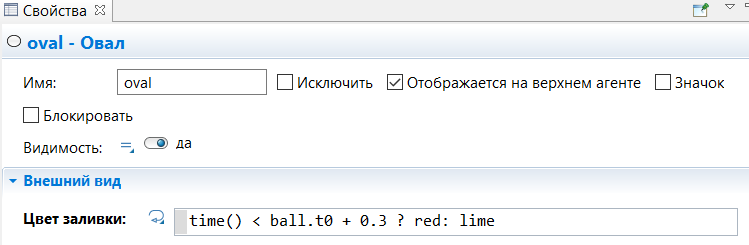 Свойства
oval - Овал
Имя: oval Исключить Отображается на верхнем агенте Значок
Блокировать
Видимость: = да
Внешний вид
Цвет заливки: time() < ball.t0 + 0.3 ? red: lime